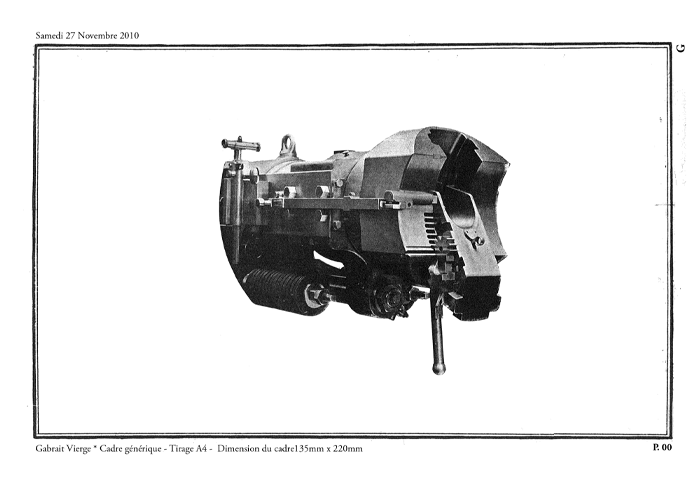 Samedi 27 Novembre 2010
G
Gabrait Vierge * Cadre générique - Tirage A4 - Dimension du cadre135mm x 220mm
P. 00